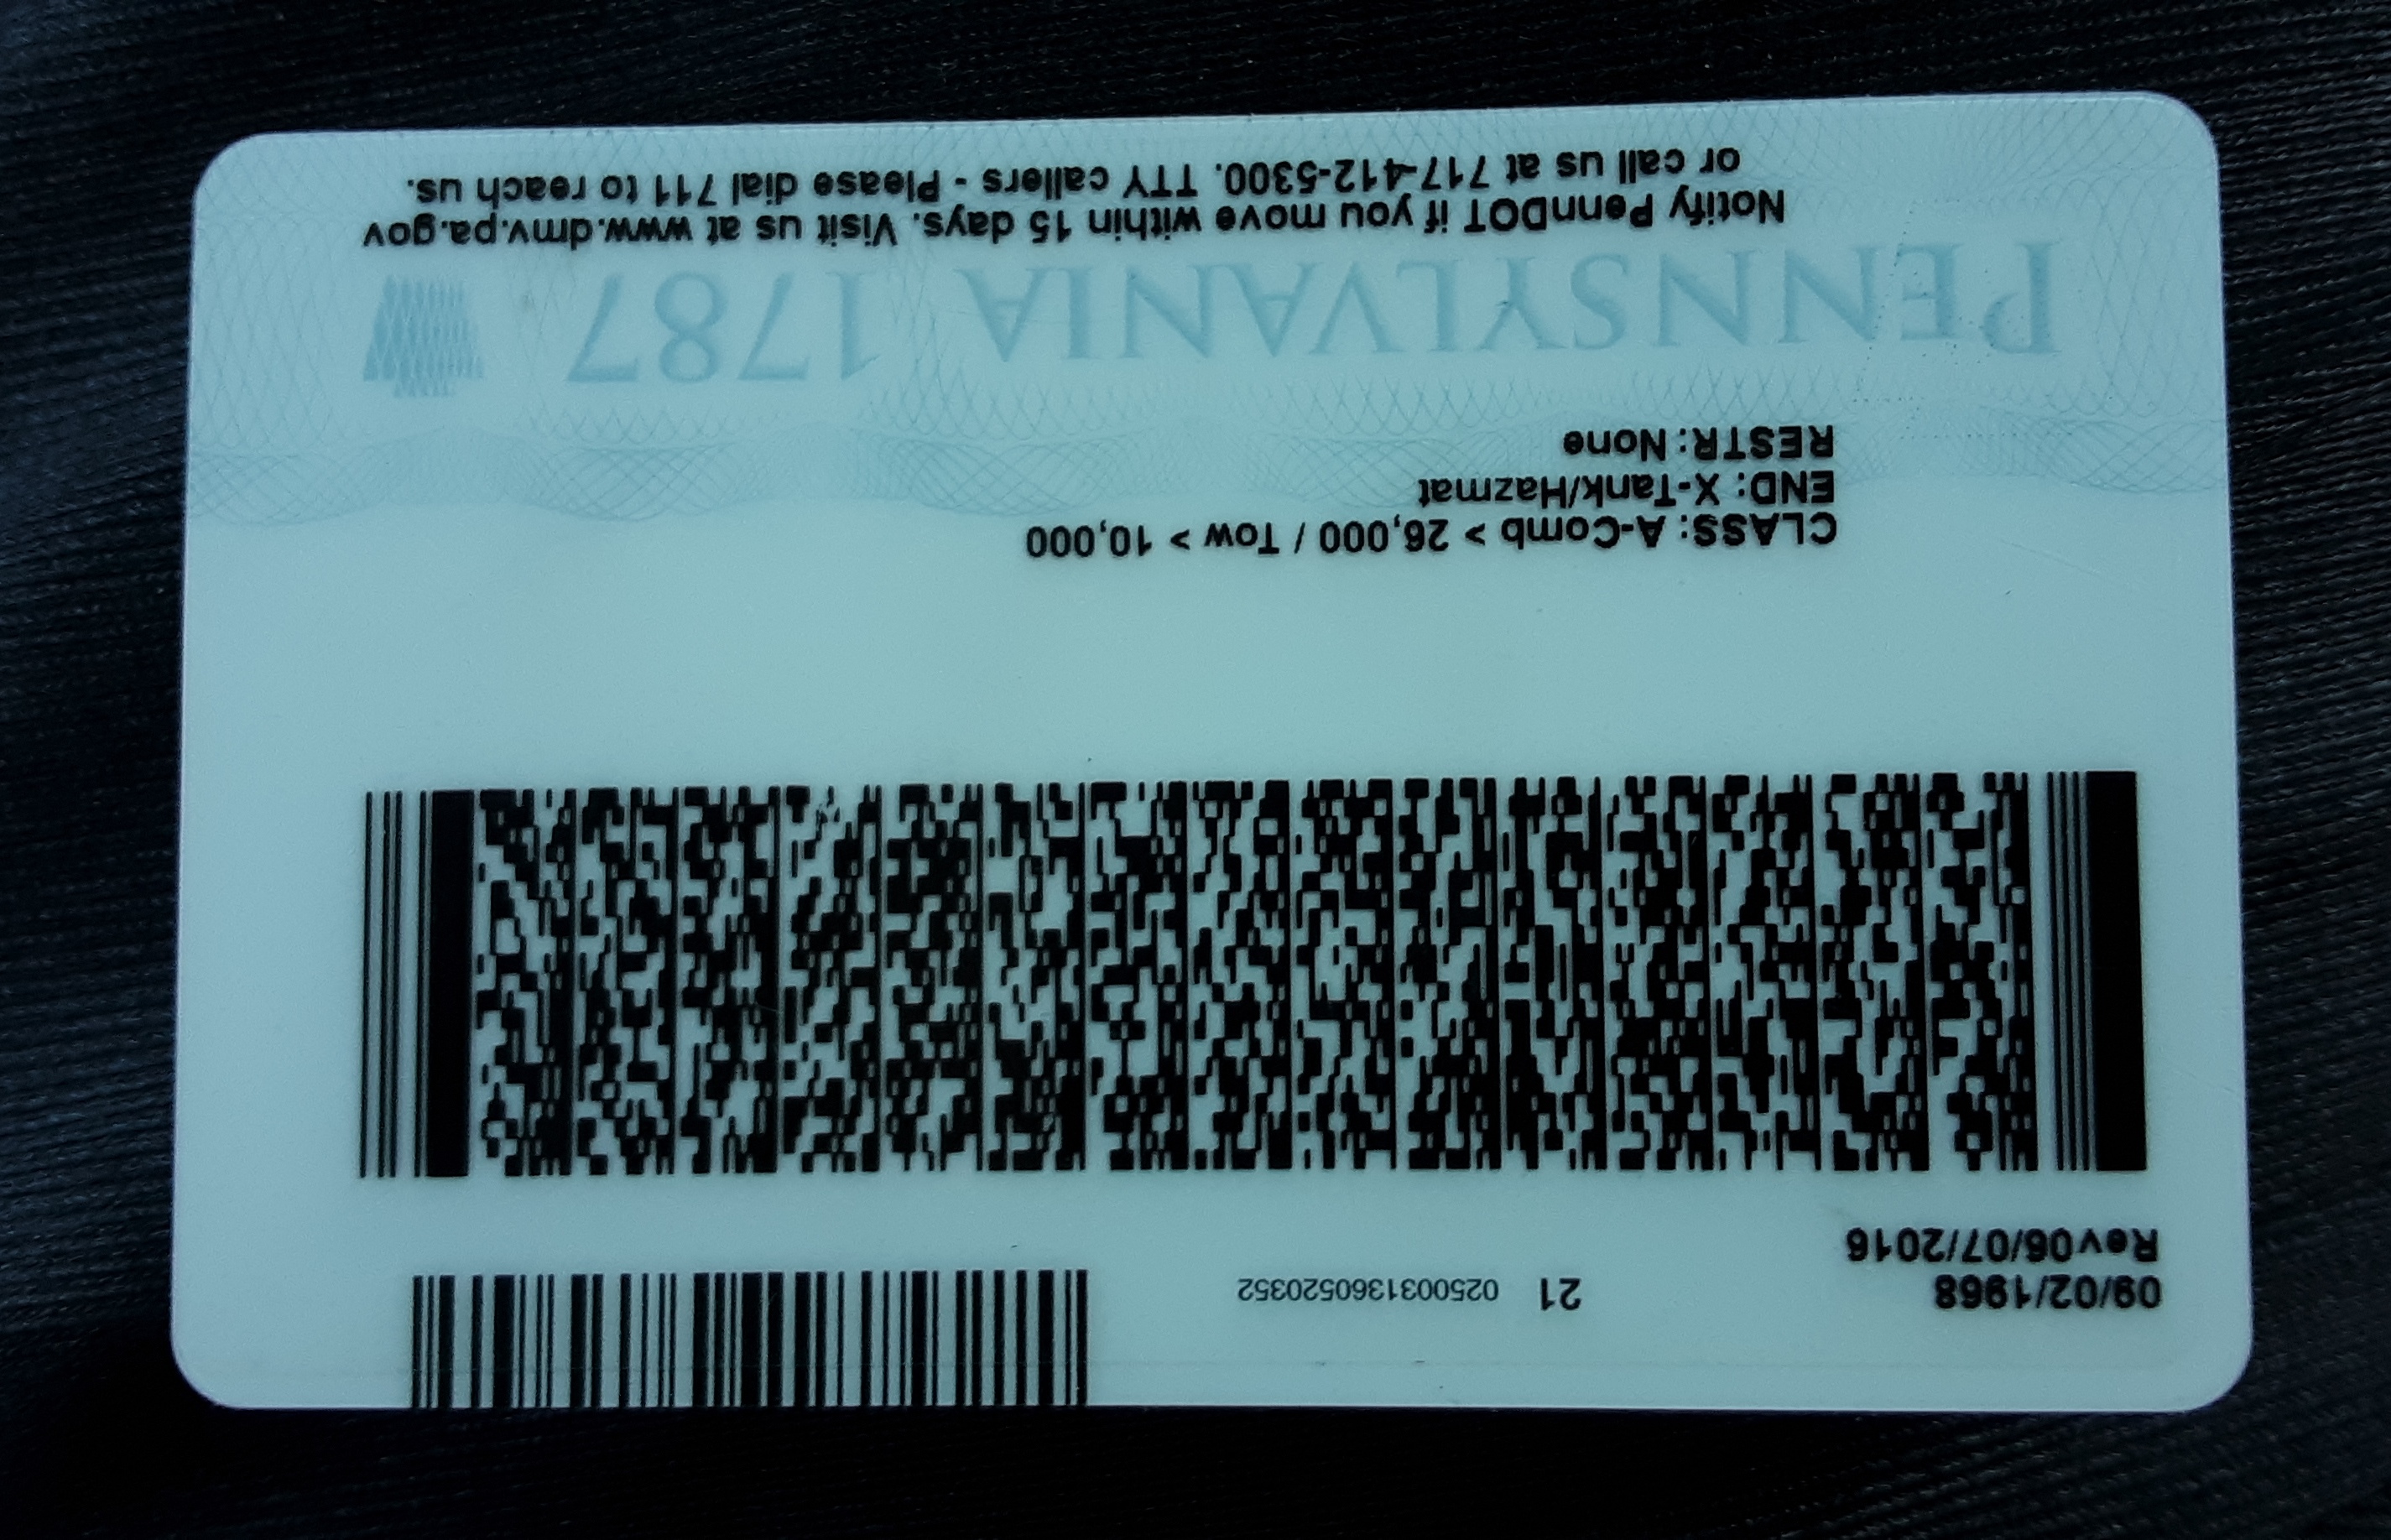 09/02/1968
Rev06/07/2016
21 0250031360520352
CLASS: A-Comb > 26,000 / Tow > 10,000
END: X-Tank/Hazmat
RESTR: None
PENNSYLVANIA 1787
Notify PennDOT if you move within 15 days. Visit us at www.dmv.pa.gov
or call us at 717-412-5300. TTY callers - Please dial 711 to reach us.